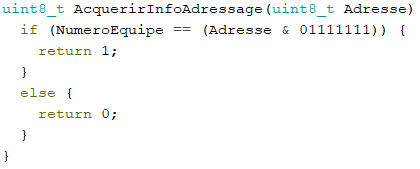 uint8_t AcquerirInfoAdressage(uint8_t Adresse)
  if (NumeroEquipe == (Adresse & 01111111)) {
    return 1;
  }
  else {
    return 0;
  }
}